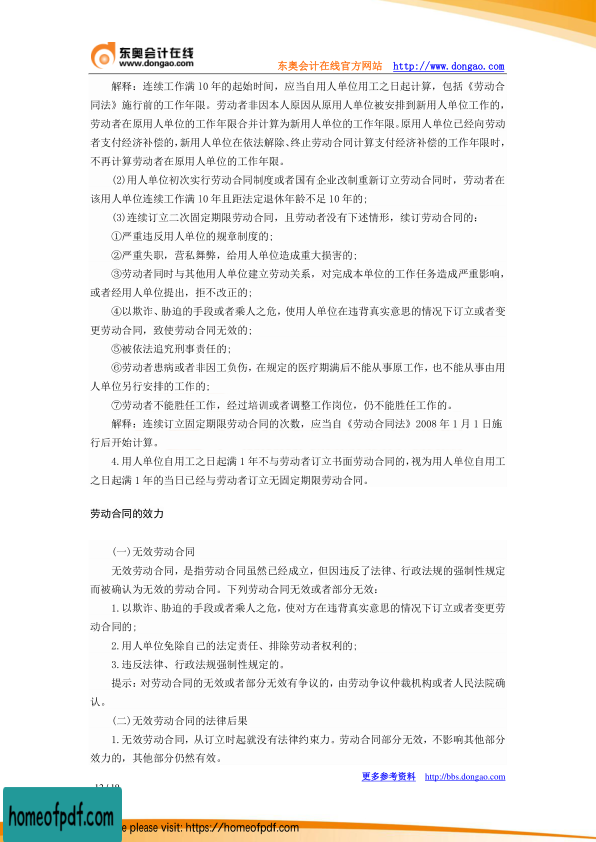 东奥会计在线
www.dongao.com
东奥会计在线官方网站 http://www.dongao.com
解释：连续工作满 10 年的起始时间，应当自用人单位用工之日起计算，包括《劳动合
同法》施行前的工作年限。劳动者非因本人原因从原用人单位被安排到新用人单位工作的，
劳动者在原用人单位的工作年限合并计算为新用人单位的工作年限。原用人单位已经向劳动
者支付经济补偿的，新用人单位在依法解除、终止劳动合同计算支付经济补偿的工作年限时，
不再计算劳动者在原用人单位的工作年限。
(2)用人单位初次实行劳动合同制度或者国有企业改制重新订立劳动合同时，劳动者在
该用人单位连续工作满 10 年且距法定退休年龄不足 10 年的;
(3)连续订立二次固定期限劳动合同，且劳动者没有下述情形，续订劳动合同的：
①严重违反用人单位的规章制度的;
②严重失职，营私舞弊，给用人单位造成重大损害的;
③劳动者同时与其他用人单位建立劳动关系，对完成本单位的工作任务造成严重影响，
或者经用人单位提出，拒不改正的;
④以欺诈、胁迫的手段或者乘人之危，使用人单位在违背真实意思的情况下订立或者变
更劳动合同，致使劳动合同无效的;
⑤被依法追究刑事责任的;
⑥劳动者患病或者非因工负伤，在规定的医疗期满后不能从事原工作，也不能从事由用
人单位另行安排的工作的;
⑦劳动者不能胜任工作，经过培训或者调整工作岗位，仍不能胜任工作的。
解释：连续订立固定期限劳动合同的次数，应当自《劳动合同法》2008 年 1 月 1 日施
行后开始计算。
4.用人单位自用工之日起满 1 年不与劳动者订立书面劳动合同的，视为用人单位自用工
之日起满 1 年的当日已经与劳动者订立无固定期限劳动合同。
劳动合同的效力
(一)无效劳动合同
无效劳动合同，是指劳动合同虽然已经成立，但因违反了法律、行政法规的强制性规定
而被确认为无效的劳动合同。下列劳动合同无效或者部分无效：
1.以欺诈、胁迫的手段或者乘人之危，使对方在违背真实意思的情况下订立或者变更劳
动合同的;
2.用人单位免除自己的法定责任、排除劳动者权利的;
3.违反法律、行政法规强制性规定的。
提示：对劳动合同的无效或者部分无效有争议的，由劳动争议仲裁机构或者人民法院确
认。
(二)无效劳动合同的法律后果
1.无效劳动合同，从订立时起就没有法律约束力。劳动合同部分无效，不影响其他部分
效力的，其他部分仍然有效。
更多参考资料 http://bbs.dongao.com
homeofpdf.com
please visit: https://homeofpdf.com